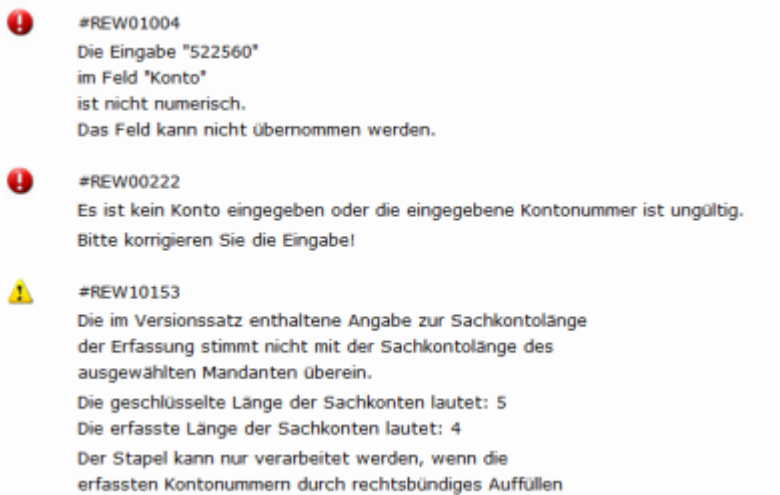 #REW01004
Die Eingabe "522560"
im Feld "Konto"
ist nicht numerisch.
Das Feld kann nicht übernommen werden.
#REW00222
Es ist kein Konto eingegeben oder die eingegebene Kontonummer ist ungültig.
Bitte korrigieren Sie die Eingabe!
#REW10153
Die im Versionssatz enthaltene Angabe zur Sachkontolänge
der Erfassung stimmt nicht mit der Sachkontolänge des
ausgewählten Mandanten überein.
Die geschlüsselte Länge der Sachkonten lautet: 5
Die erfasste Länge der Sachkonten lautet: 4
Der Stapel kann nur verarbeitet werden, wenn die
erfassten Kontonummern durch rechtsbündiges Auffüllen